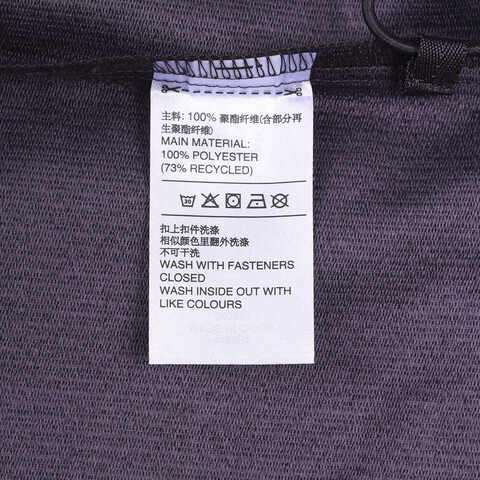 主料: 100% 聚酯纤维(含部分再
生聚酯纤维)
MAIN MATERIAL:
100% POLYESTER
(73% RECYCLED)
30
扣上扣件洗涤
相似颜色里翻外洗涤
不可干洗
WASH WITH FASTENERS
CLOSED
WASH INSIDE OUT WITH
LIKE COLOURS